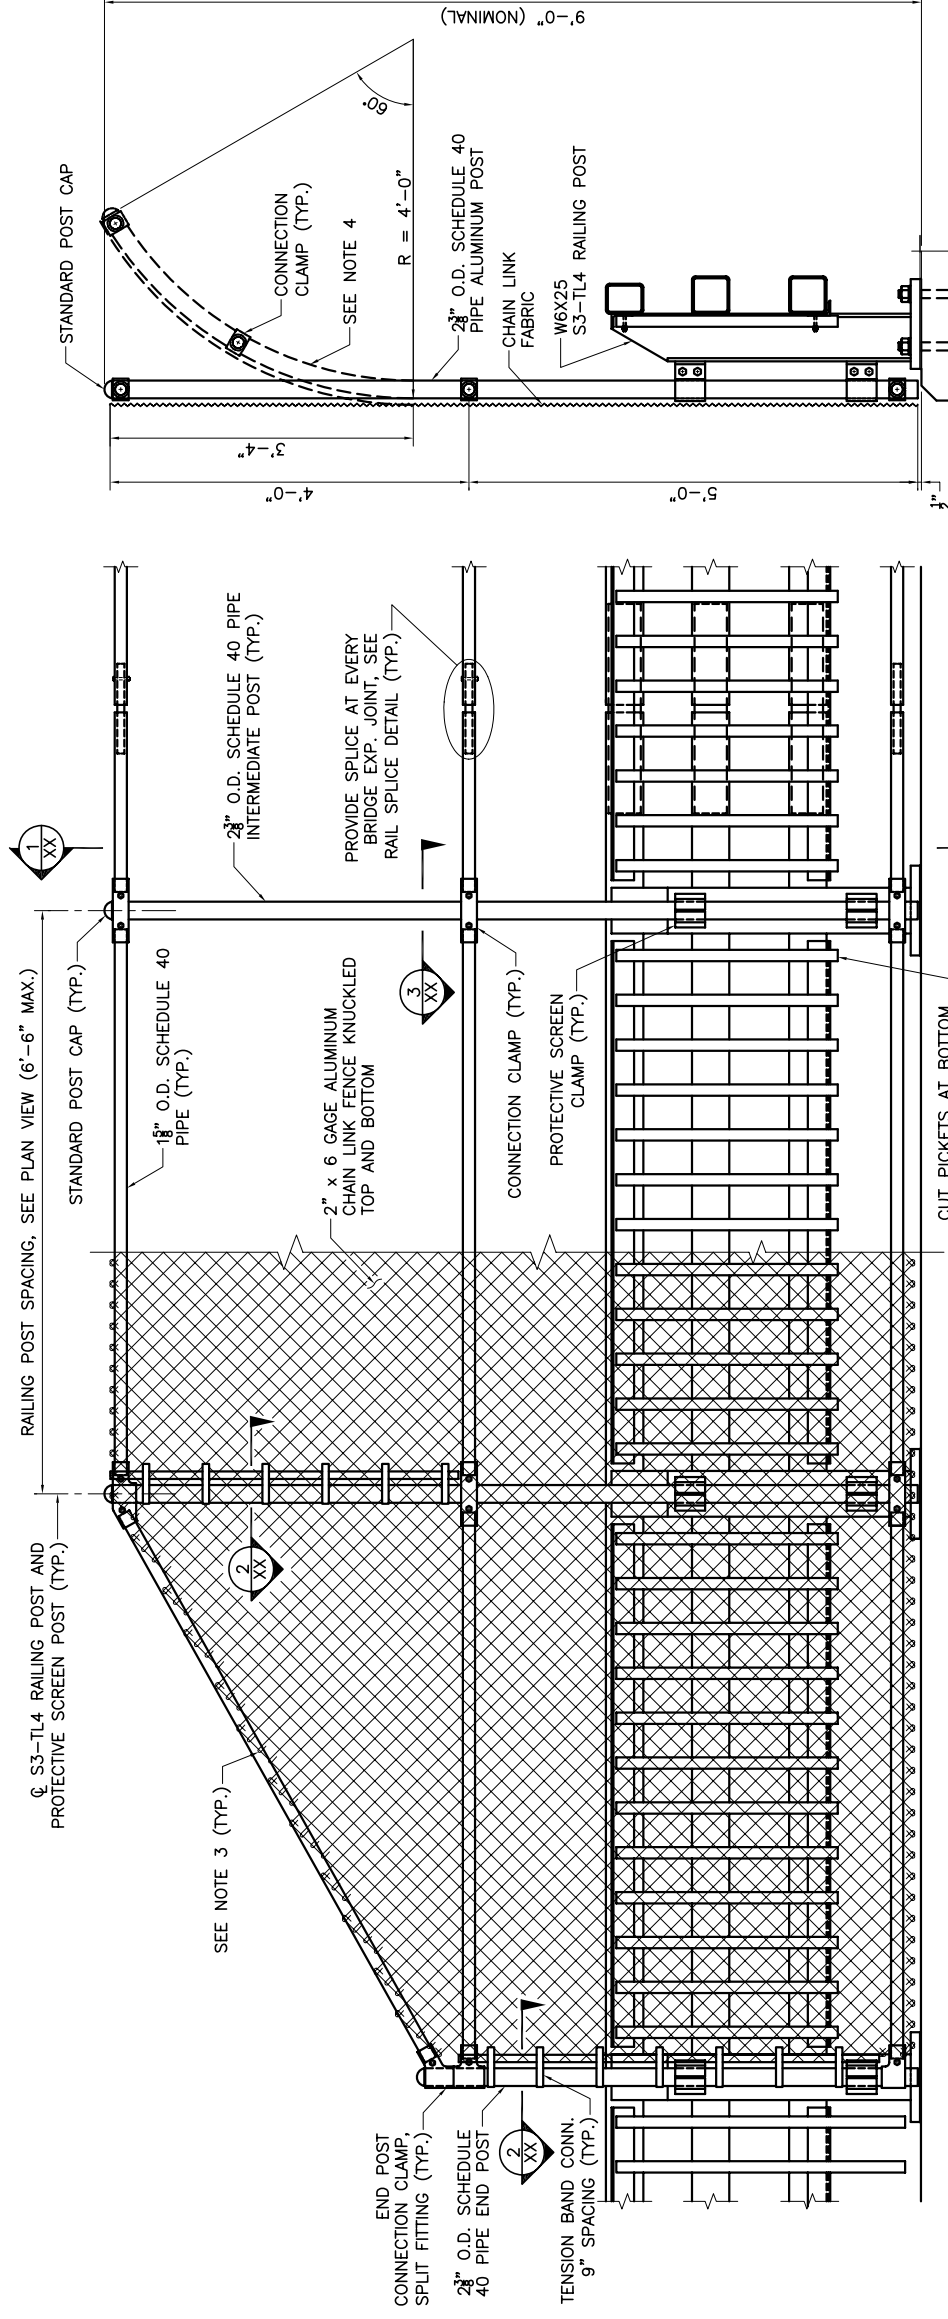 RAILING POST SPACING, SEE PLAN VIEW (6'-6" MAX.)
℄ S3-TL4 RAILING POST AND
PROTECTIVE SCREEN POST (TYP.)
STANDARD POST CAP (TYP.)
1
XX
1⅝" O.D. SCHEDULE 40
PIPE (TYP.)
2⅜" O.D. SCHEDULE 40 PIPE
INTERMEDIATE POST (TYP.)
SEE NOTE 3 (TYP.)
2
XX
2" x 6 GAGE ALUMINUM
CHAIN LINK FENCE KNUCKLED
TOP AND BOTTOM
PROVIDE SPLICE AT EVERY
BRIDGE EXP. JOINT, SEE
RAIL SPLICE DETAIL (TYP.)
3
XX
END POST
CONNECTION CLAMP,
SPLIT FITTING (TYP.)
2⅜" O.D. SCHEDULE
40 PIPE END POST
2
XX
TENSION BAND CONN.
9" SPACING (TYP.)
CONNECTION CLAMP (TYP.)
PROTECTIVE SCREEN
CLAMP (TYP.)
CUT PICKETS AT BOTTOM
STANDARD POST CAP
CONNECTION
CLAMP (TYP.)
SEE NOTE 4
60°
R = 4'-0"
2⅜" O.D. SCHEDULE 40
PIPE ALUMINUM POST
CHAIN LINK
FABRIC
W6X25
S3-TL4 RAILING POST
3'-4"
4'-0"
5'-0"
9'-0" (NOMINAL)